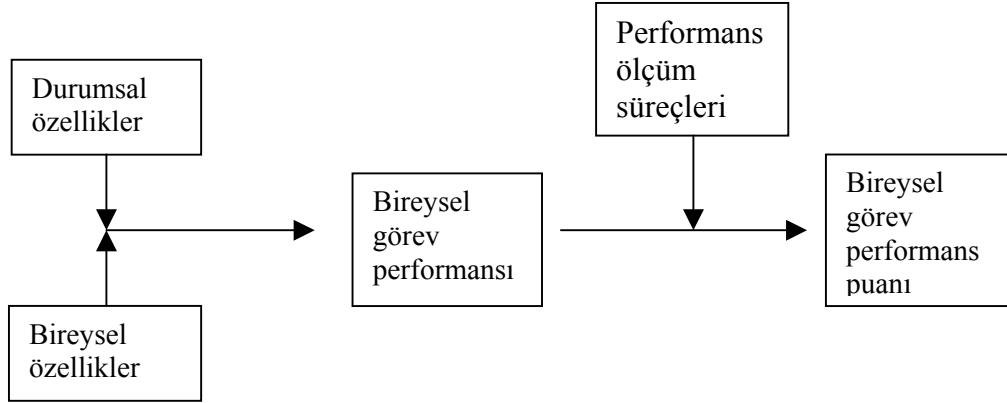 Durumsal
özellikler
Bireysel
özellikler
Bireysel
görev
performansı
Performans
ölçüm
süreçleri
Bireysel
görev
performans
puanı